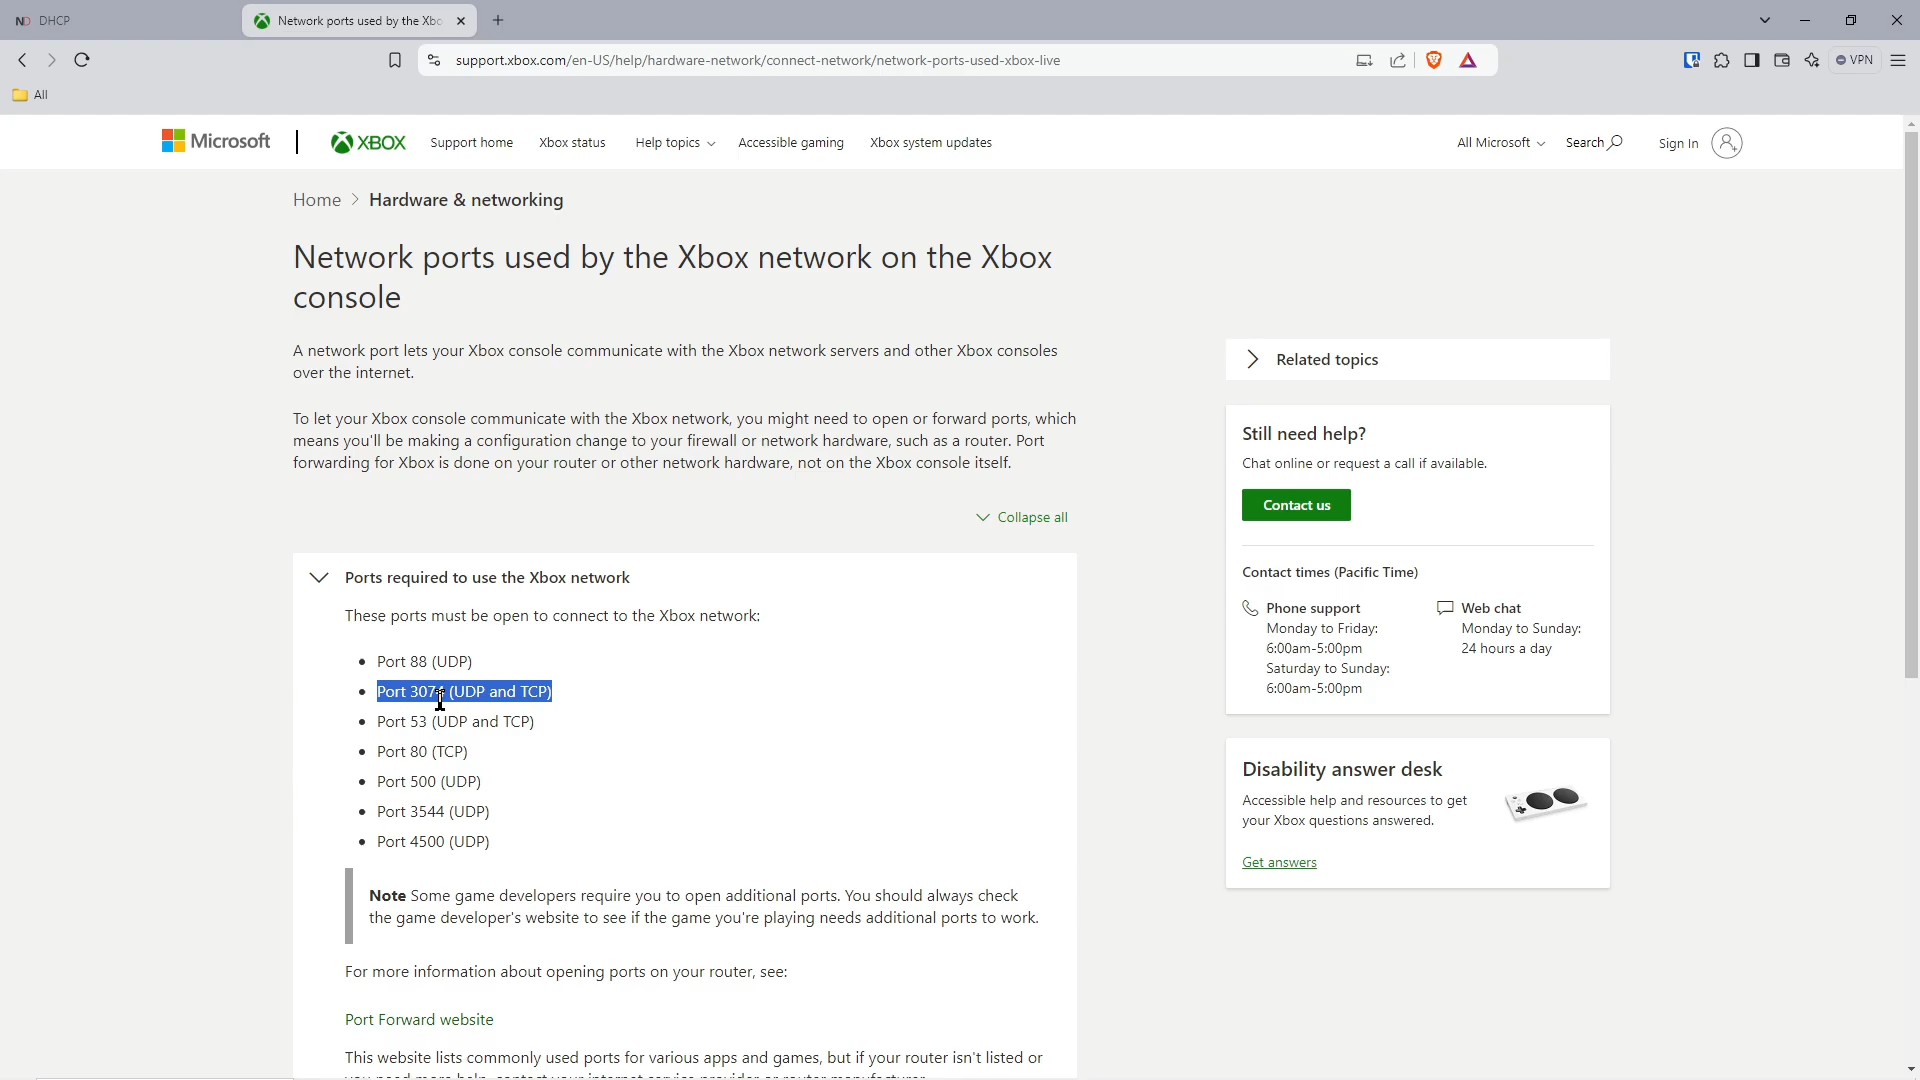 DHCP
Network ports used by the Xbo
support.xbox.com/en-US/help/hardware-network/connect-network/network-ports-used-xbox-live
VPN
All
Microsoft
XBOX
Support home
Xbox status
Help topics
Accessible gaming
Xbox system updates
All Microsoft
Search
Sign In
Home > Hardware & networking
Network ports used by the Xbox network on the Xbox
console
A network port lets your Xbox console communicate with the Xbox network servers and other Xbox consoles
over the internet.
To let your Xbox console communicate with the Xbox network, you might need to open or forward ports, which
means you'll be making a configuration change to your firewall or network hardware, such as a router. Port
forwarding for Xbox is done on your router or other network hardware, not on the Xbox console itself.
Collapse all
Ports required to use the Xbox network
These ports must be open to connect to the Xbox network:
• Port 88 (UDP)
• Port 3074 (UDP and TCP)
• Port 53 (UDP and TCP)
• Port 80 (TCP)
• Port 500 (UDP)
• Port 3544 (UDP)
• Port 4500 (UDP)
Note Some game developers require you to open additional ports. You should always check
the game developer's website to see if the game you're playing needs additional ports to work.
For more information about opening ports on your router, see:
Port Forward website
This website lists commonly used ports for various apps and games, but if your router isn't listed or
Related topics
Still need help?
Chat online or request a call if available.
Contact us
Contact times (Pacific Time)
Phone support
Monday to Friday:
6:00am-5:00pm
Saturday to Sunday:
6:00am-5:00pm
Web chat
Monday to Sunday:
24 hours a day
Disability answer desk
Accessible help and resources to get
your Xbox questions answered.
Get answers